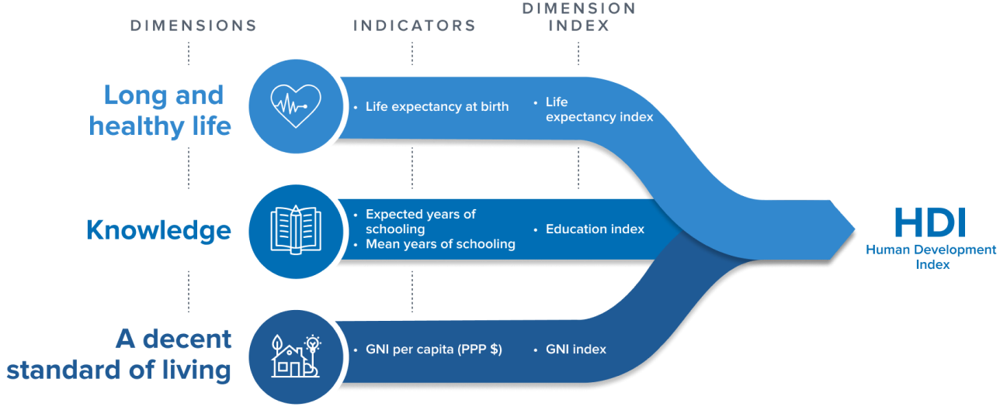 DIMENSIONS
INDICATORS
DIMENSION
INDEX
Long and
healthy life
• Life expectancy at birth
• Life
expectancy index
Knowledge
• Expected years of
schooling
• Mean years of schooling
• Education index
A decent
standard of living
• GNI per capita (PPP $)
• GNI index
HDI
Human Development
Index